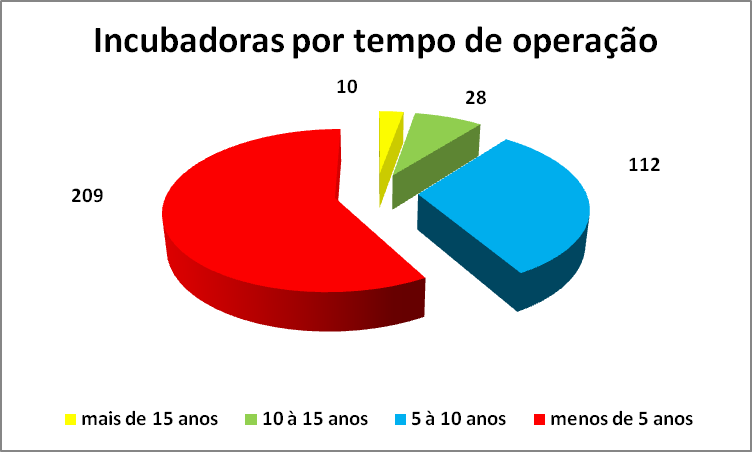 Incubadoras por tempo de operação
10
28
112
209
mais de 15 anos
10 à 15 anos
5 à 10 anos
menos de 5 anos